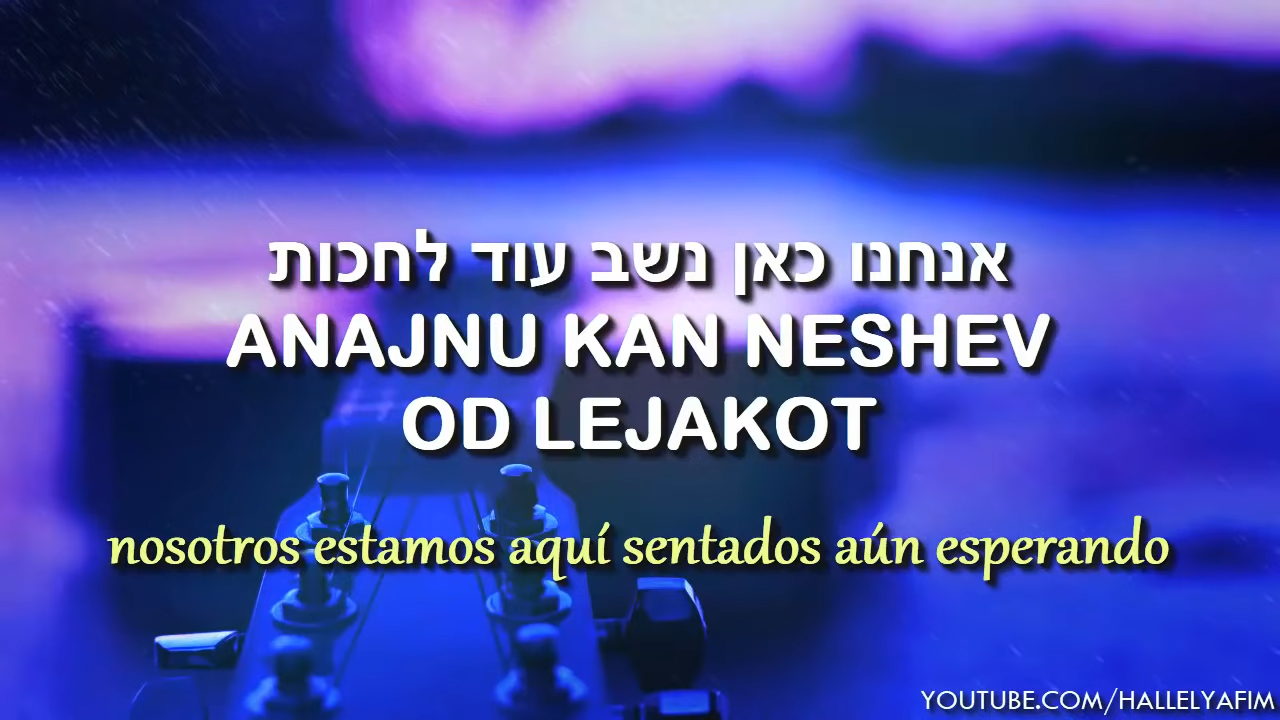 אנחנו כאן נשב עוד לחכות
ANAJNU KAN NESHEV
OD LEJAKOT
nosotros estamos aquí sentados aún esperando
YOUTUBE.COM/HALLELYAFIM